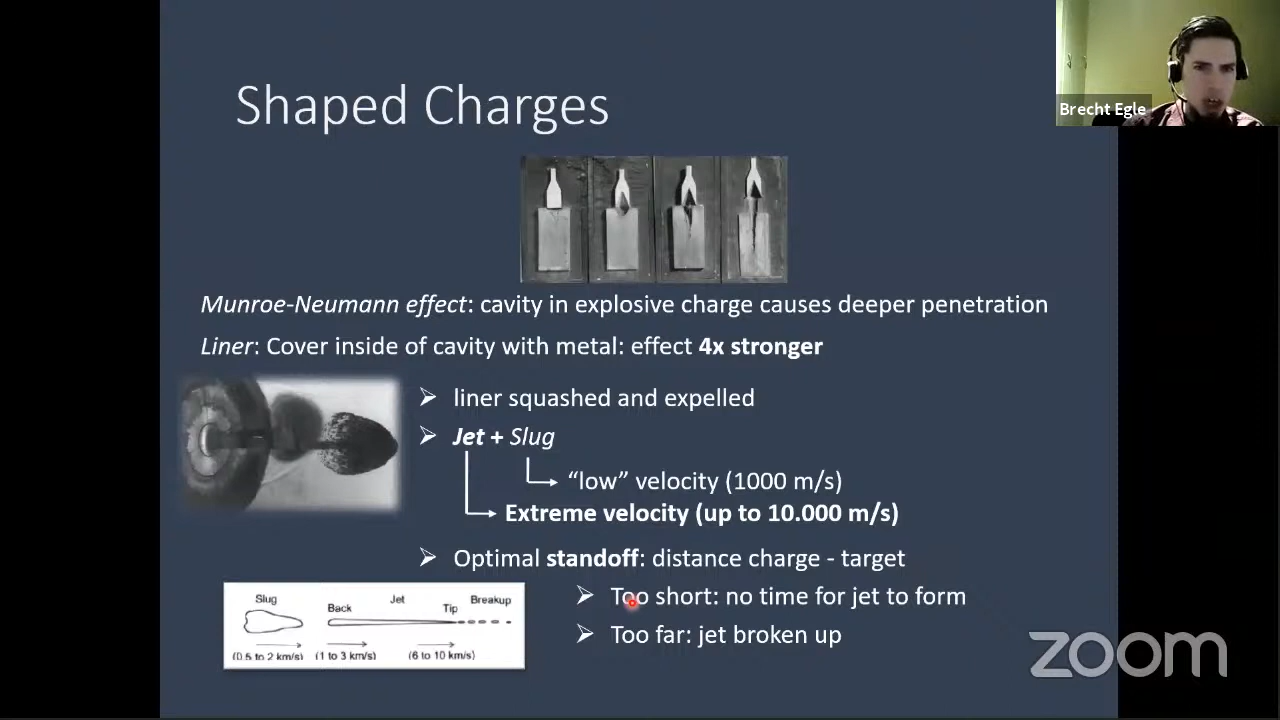 Brecht Egle
Shaped Charges
Munroe-Neumann effect: cavity in explosive charge causes deeper penetration
Liner: Cover inside of cavity with metal: effect 4x stronger
➢ liner squashed and expelled
➢ Jet + Slug
“low” velocity (1000 m/s)
Extreme velocity (up to 10.000 m/s)
➢ Optimal standoff: distance charge - target
➢ Too short: no time for jet to form
➢ Too far: jet broken up
Slug
Back
Jet
Tip
Breakup
(0.5 to 2 km/s)
(1 to 3 km/s)
(6 to 10 km/s)
zoom